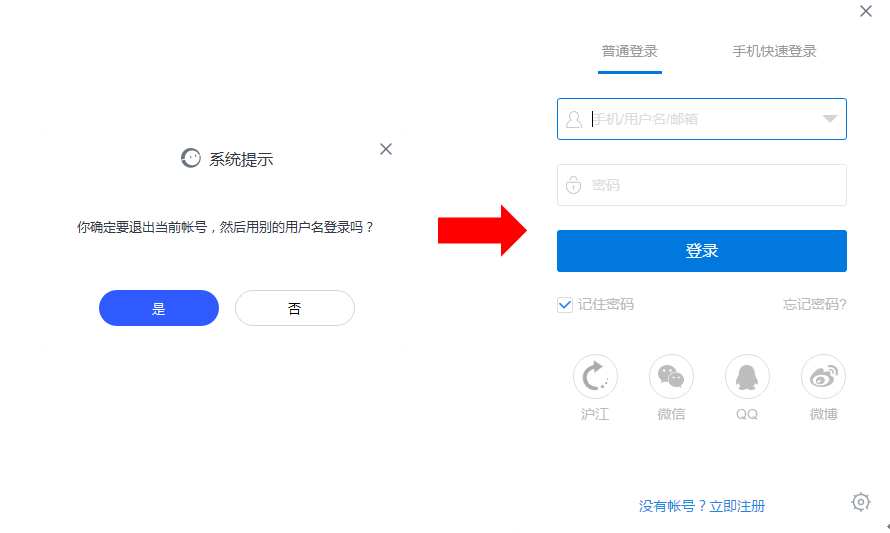 系统提示
你确定要退出当前帐号，然后用别的用户名登录吗？
是 否
普通登录 手机快速登录
手机/用户名/邮箱
密码
登录
记住密码 忘记密码?
沪江 微信 QQ 微博
没有帐号？立即注册